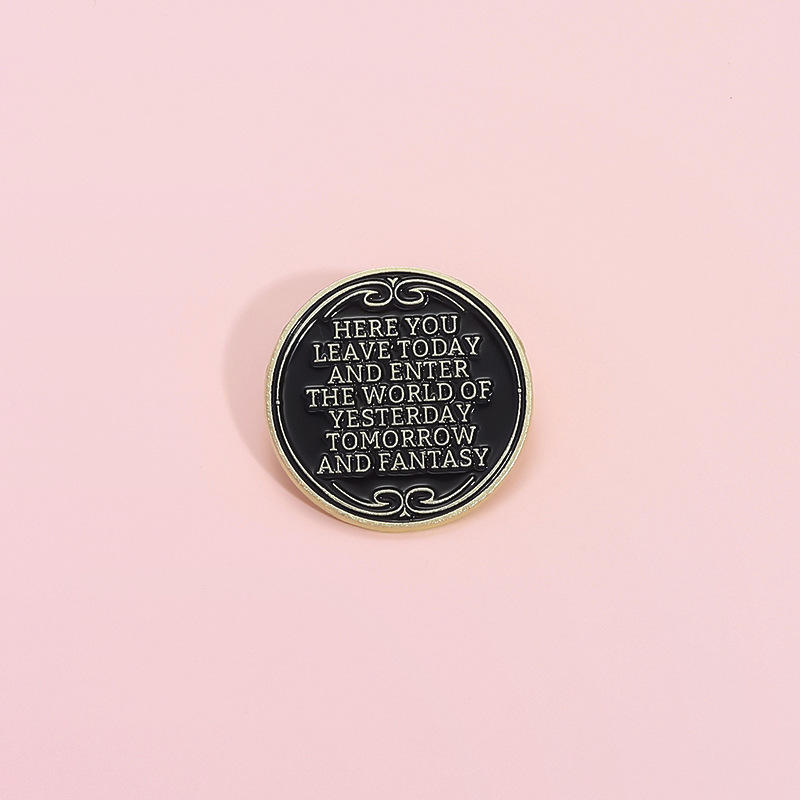 HERE YOU
LEAVE TODAY
AND ENTER
THE WORLD OF
YESTERDAY
TOMORROW
AND FANTASY